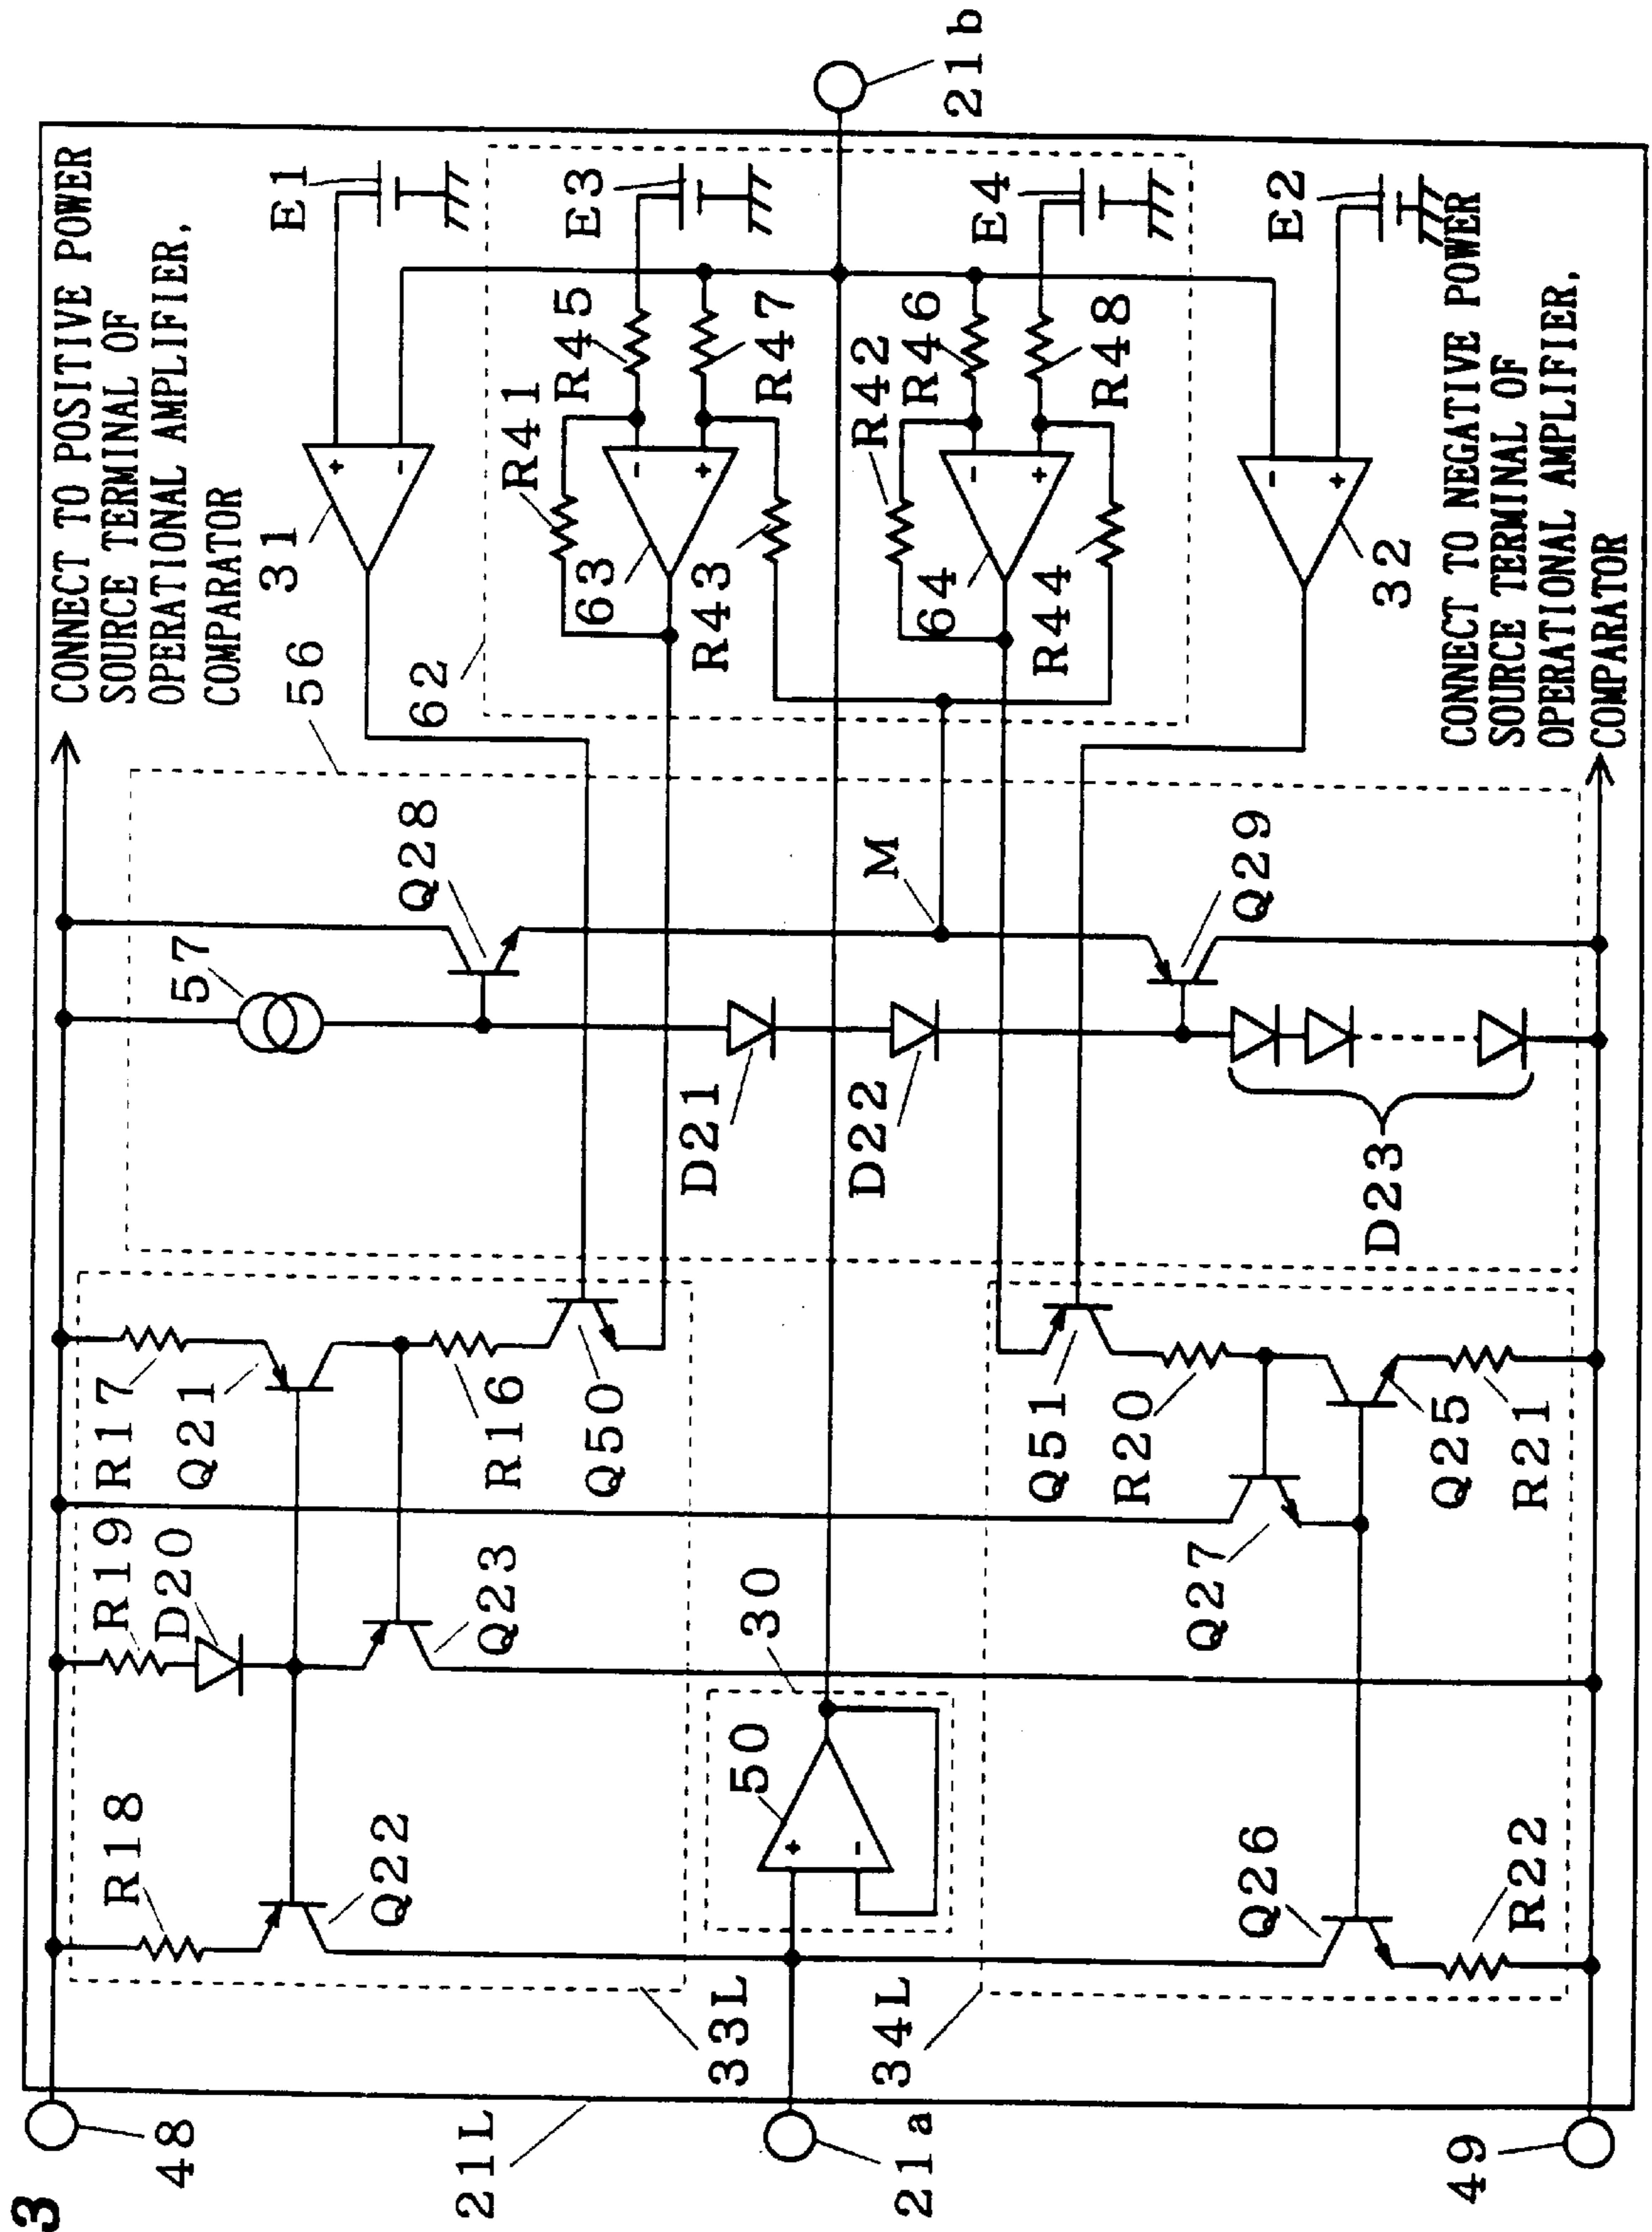 3
CONNECT TO POSITIVE POWER
SOURCE TERMINAL OF
OPERATIONAL AMPLIFIER,
COMPARATOR
48
R18
R19
D20
R17
Q21
Q22
Q23
R16
Q50
33L
57
Q28
56
31
E1
62
R41
R45
E3
63
R43
R47
D21
M
21L
21a
50
30
+
-
+
-
-
+
-
+
-
+
21b
D22
64
R42
R46
E4
R44
R48
34L
Q51
R20
Q27
Q25
R21
Q26
R22
Q29
D23
32
E2
49
CONNECT TO NEGATIVE POWER
SOURCE TERMINAL OF
OPERATIONAL AMPLIFIER,
COMPARATOR